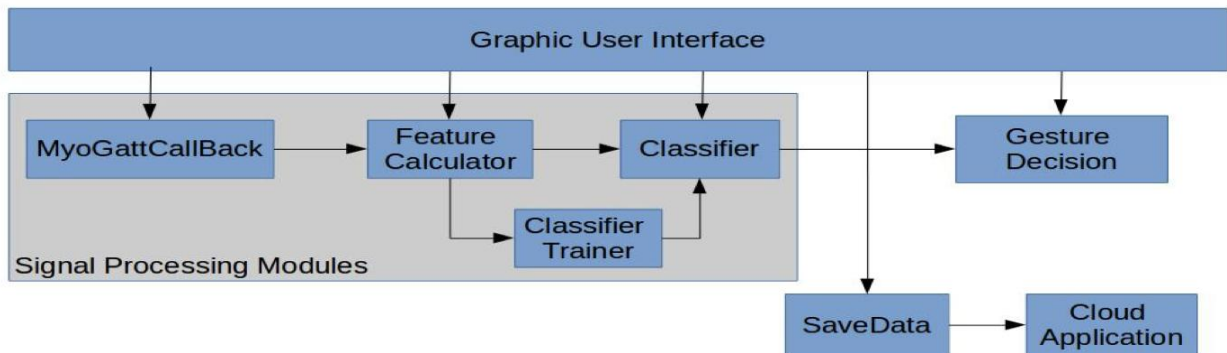 Graphic User Interface
MyoGattCallBack
Feature
Calculator
Classifier
Gesture
Decision
Classifier
Trainer
Signal Processing Modules
SaveData
Cloud
Application